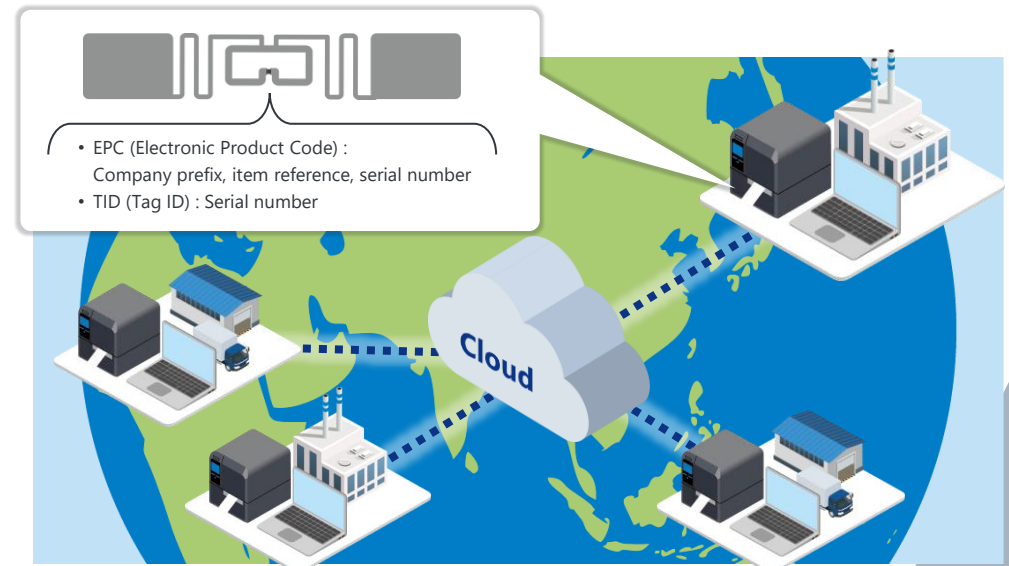 • EPC (Electronic Product Code) :
Company prefix, item reference, serial number
• TID (Tag ID) : Serial number
Cloud